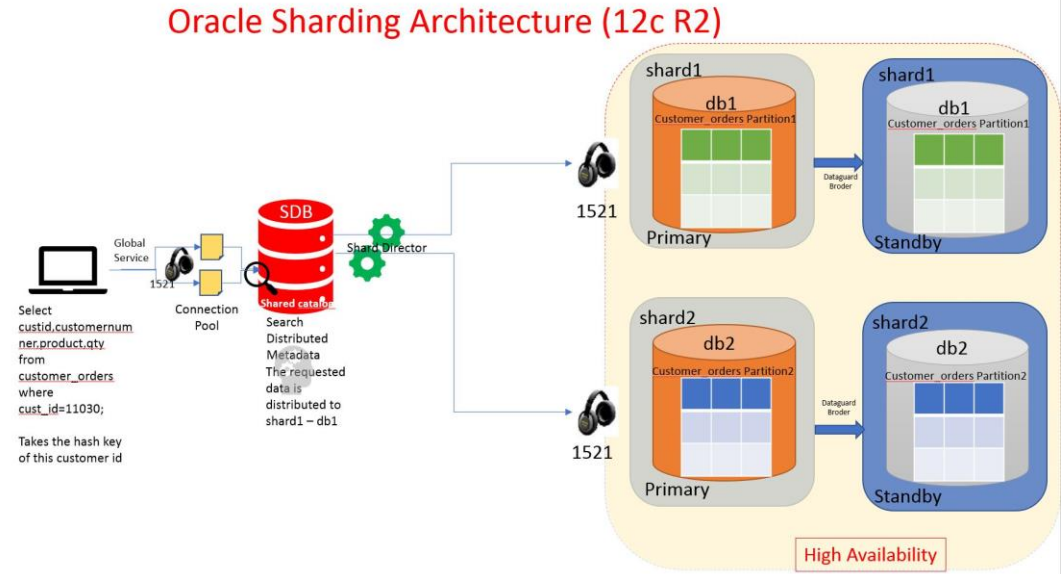 Oracle Sharding Architecture (12c R2)
Global
Service
1521
Connection
Pool
Select
custid,customernum
ner,product,qty
from
customer_orders
where
cust_id=11030;
Takes the hash key
of this customer id
SDB
Shared catalog
Search
Distributed
Metadata
The requested
data is
distributed to
shard1 – db1
Shard Director
1521
shard1
db1
Customer_orders Partition1
Primary
Dataguard
Broder
shard1
db1
Customer_orders Partition1
Standby
1521
shard2
db2
Customer_orders Partition2
Primary
Dataguard
Broder
shard2
db2
Customer_orders Partition2
Standby
High Availability